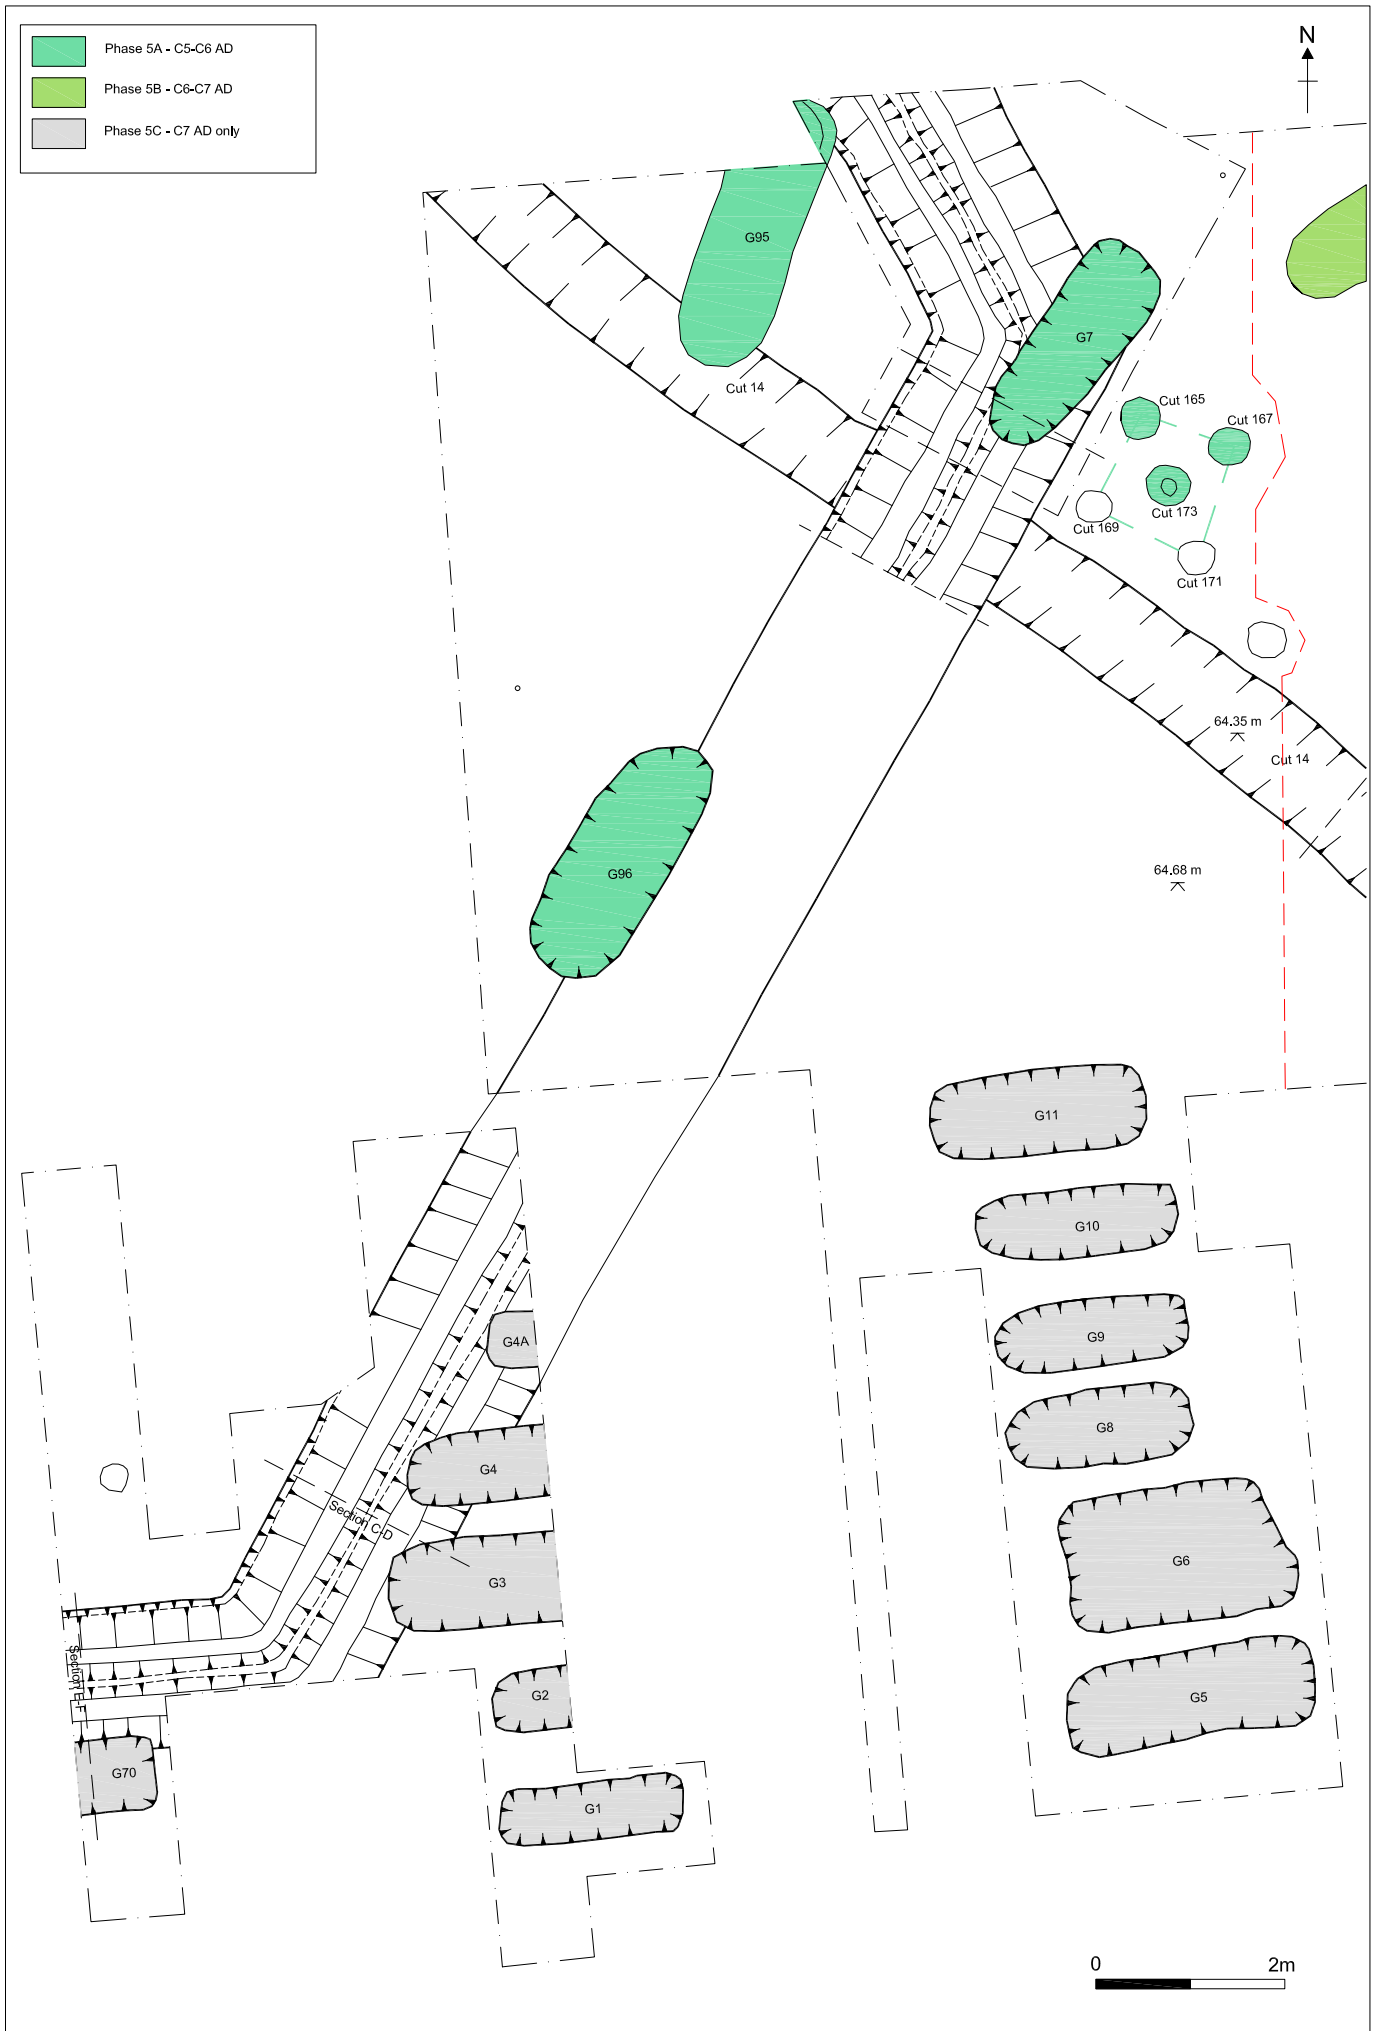 Phase 5A - C5-C6 AD
Phase 5B - C6-C7 AD
Phase 5C - C7 AD only
N
G95
G7
Cut 14
Cut 165
Cut 167
Cut 173
Cut 169
Cut 171
64.35 m
Cut 14
64.68 m
G96
G11
G10
G9
G4A
G8
G4
Section C-D
G6
G3
Section E-F
G2
G5
G70
G1
0 2m